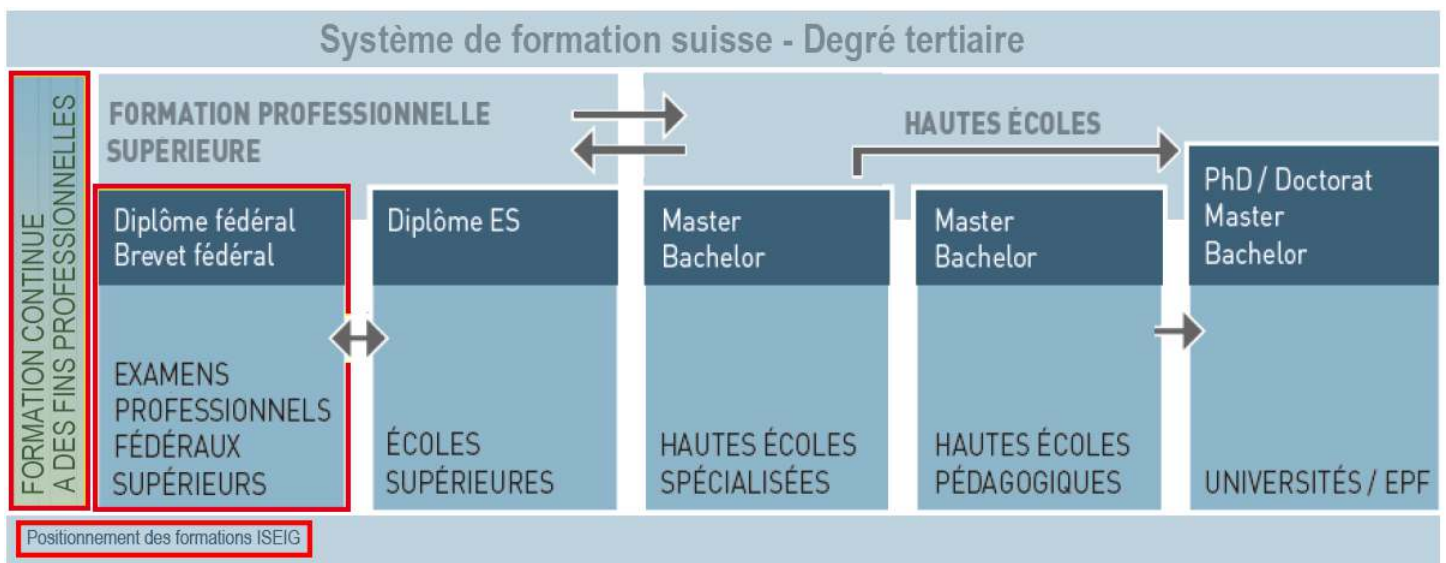 Système de formation suisse - Degré tertiaire
FORMATION CONTINUE
A DES FINS PROFESSIONNELLES
FORMATION PROFESSIONNELLE
SUPÉRIEURE
HAUTES ÉCOLES
Diplôme fédéral
Brevet fédéral
EXAMENS
PROFESSIONNELS
FÉDÉRAUX
SUPÉRIEURS
Diplôme ES
ÉCOLES
SUPÉRIEURES
Master
Bachelor
HAUTES ÉCOLES
SPÉCIALISÉES
Master
Bachelor
HAUTES ÉCOLES
PÉDAGOGIQUES
PhD / Doctorat
Master
Bachelor
UNIVERSITÉS / EPF
Positionnement des formations ISEIG